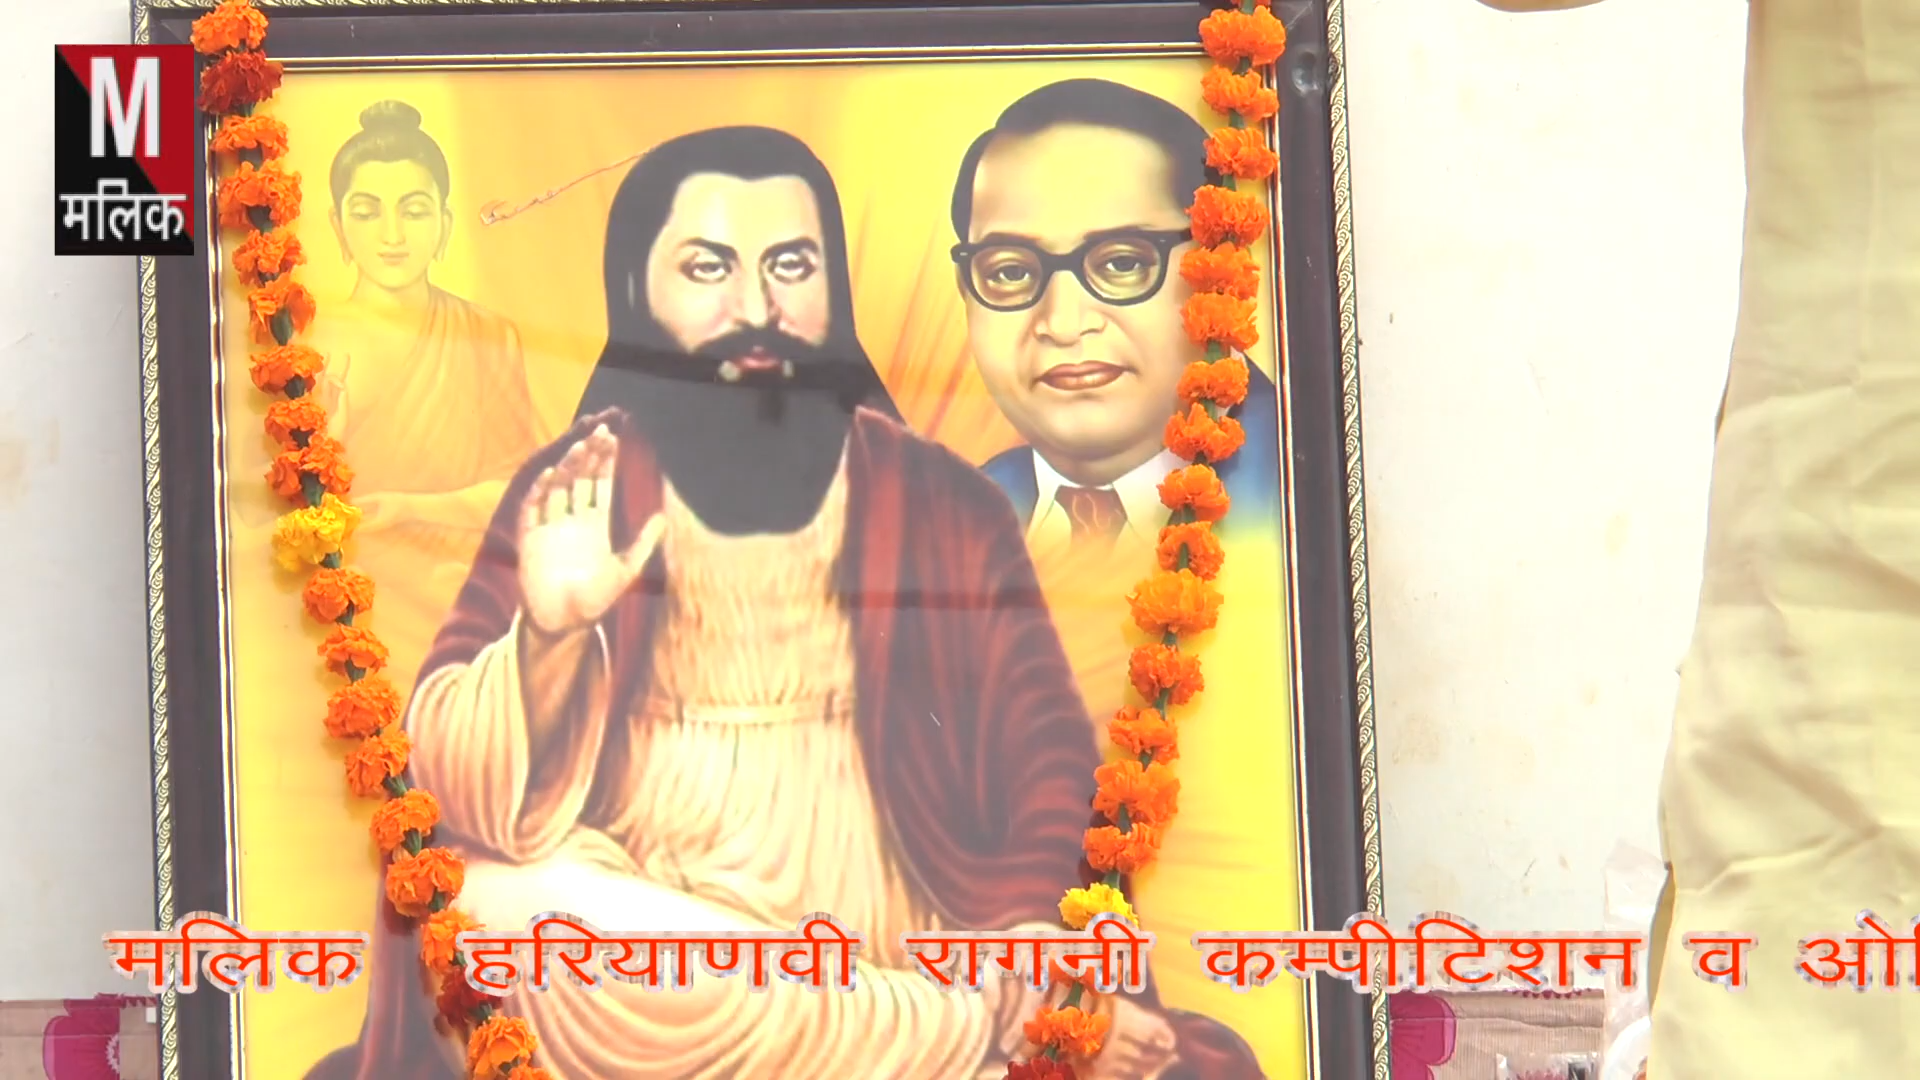 M
मलिक
मलिक हरियाणवी रागनी कम्पीटिशन व